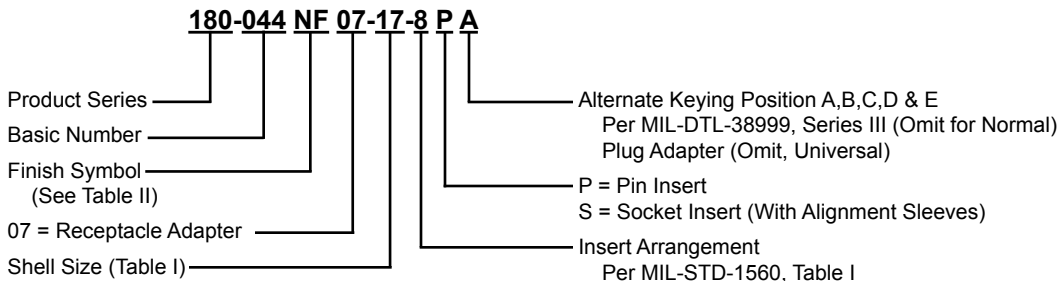 180-044 NF 07-17-8 P A
Product Series
Basic Number
Finish Symbol
(See Table II)
07 = Receptacle Adapter
Shell Size (Table I)
Alternate Keying Position A,B,C,D & E
Per MIL-DTL-38999, Series III (Omit for Normal)
Plug Adapter (Omit, Universal)
P = Pin Insert
S = Socket Insert (With Alignment Sleeves)
Insert Arrangement
Per MIL-STD-1560, Table I